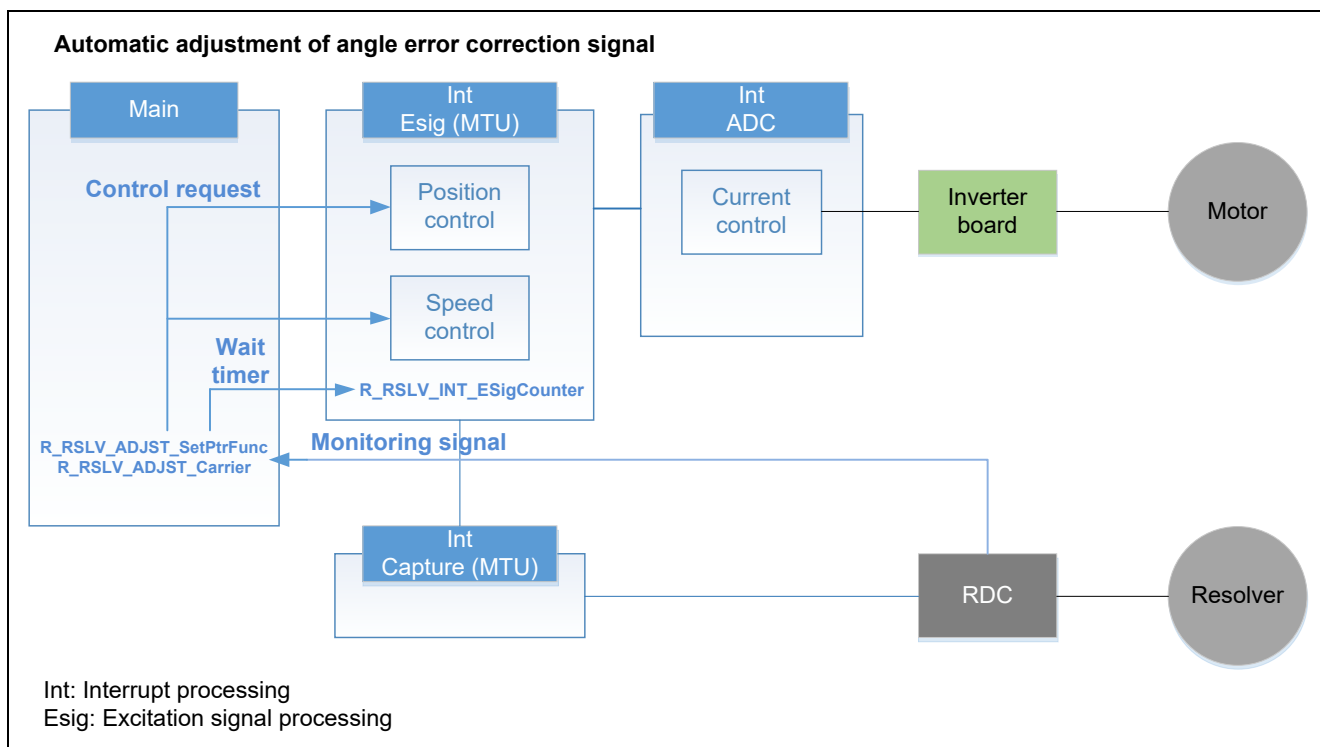 Automatic adjustment of angle error correction signal
Main
Int
Esig (MTU)
Int
ADC
Control request
Position
control
Current
control
Inverter
board
Motor
Speed
control
Wait
timer
R_RSLV_INT_ESigCounter
R_RSLV_ADJST_SetPtrFunc
R_RSLV_ADJST_Carrier
Monitoring signal
Int
Capture (MTU)
RDC
Resolver
Int: Interrupt processing
Esig: Excitation signal processing